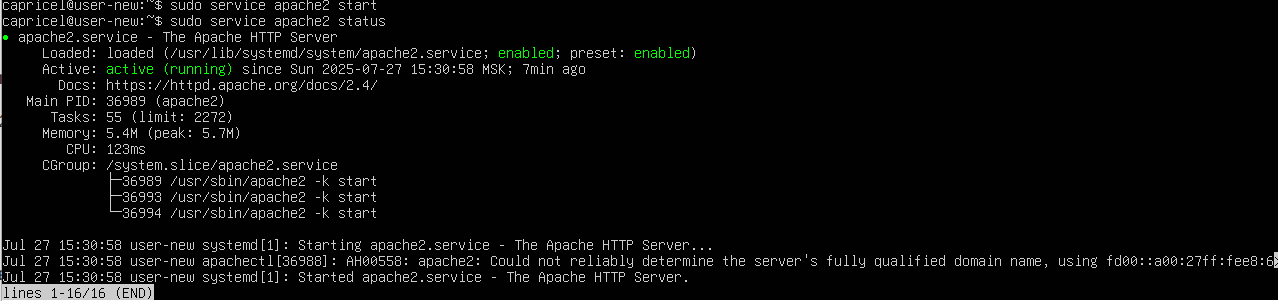 capricel@user-new:~$ sudo service apache2 start
capricel@user-new:~$ sudo service apache2 status
● apache2.service - The Apache HTTP Server
     Loaded: loaded (/usr/lib/systemd/system/apache2.service; enabled; preset: enabled)
     Active: active (running) since Sun 2025-07-27 15:30:58 MSK; 7min ago
       Docs: https://httpd.apache.org/docs/2.4/
   Main PID: 36989 (apache2)
      Tasks: 55 (limit: 2272)
     Memory: 5.4M (peak: 5.7M)
        CPU: 123ms
     CGroup: /system.slice/apache2.service
             ├─36989 /usr/sbin/apache2 -k start
             ├─36993 /usr/sbin/apache2 -k start
             └─36994 /usr/sbin/apache2 -k start
Jul 27 15:30:58 user-new systemd[1]: Starting apache2.service - The Apache HTTP Server...
Jul 27 15:30:58 user-new apachectl[36988]: AH00558: apache2: Could not reliably determine the server's fully qualified domain name, using fd00::a00:27ff:fee8:6>
Jul 27 15:30:58 user-new systemd[1]: Started apache2.service - The Apache HTTP Server.
lines 1-16/16 (END)